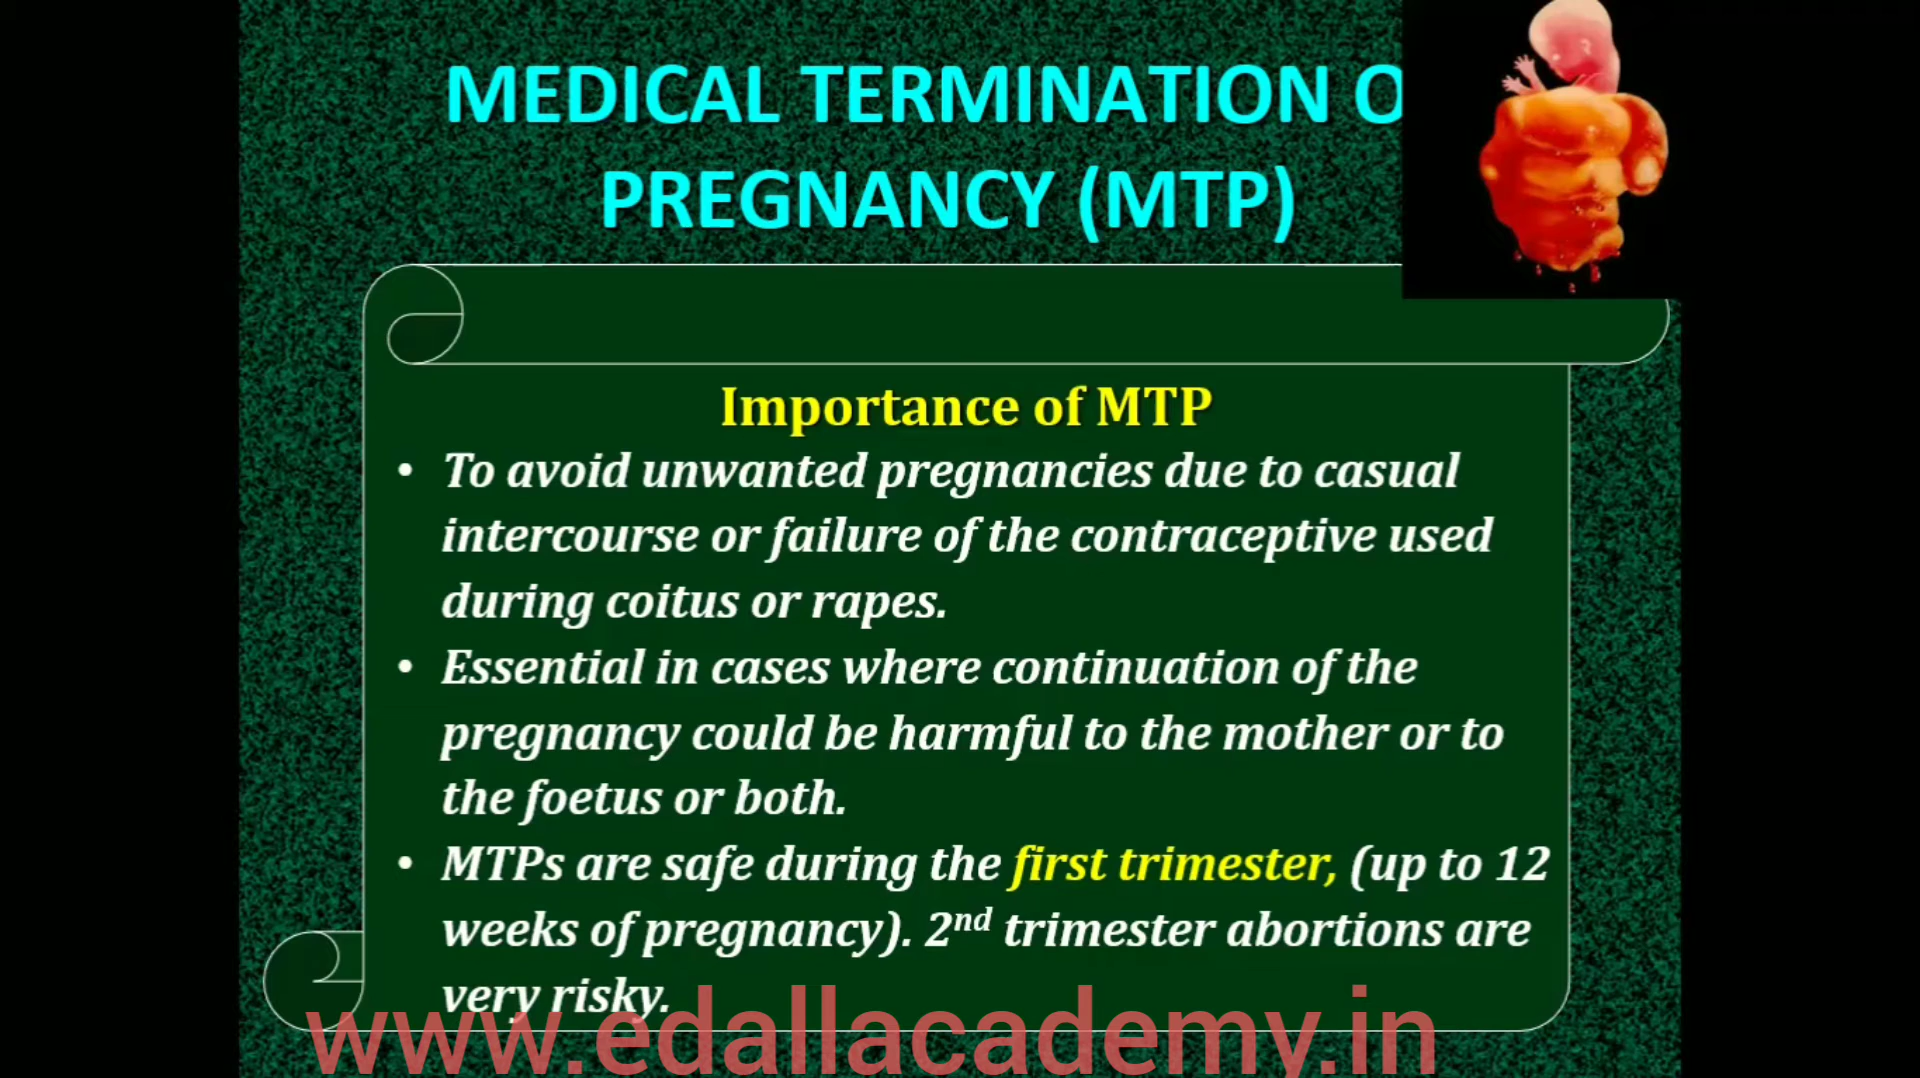 MEDICAL TERMINATION O
PREGNANCY (MTP)
Importance of MTP
• To avoid unwanted pregnancies due to casual
intercourse or failure of the contraceptive used
during coitus or rapes.
• Essential in cases where continuation of the
pregnancy could be harmful to the mother or to
the foetus or both.
• MTPs are safe during the first trimester, (up to 12
weeks of pregnancy). 2nd trimester abortions are
very risky.
www.edallacademy.in